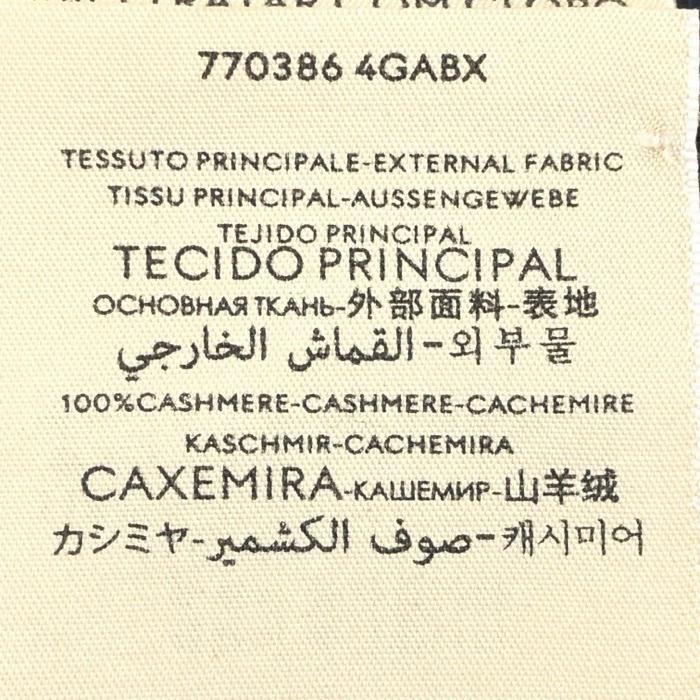 770386 4GABX
TESSUTO PRINCIPALE-EXTERNAL FABRIC
TISSU PRINCIPAL-AUSSENGEWEBE
TEJIDO PRINCIPAL
TECIDO PRINCIPAL
ОСНОВНАЯ ТКАНЬ-外部面料-表地
القماش الخارجي-외부물
100%CASHMERE-CASHMERE-CACHEMIRE
KASCHMIR-CACHEMIRA
CAXEMIRA-КАШЕМИР-山羊绒
カシミヤ-صوف الكشمير-캐시미어